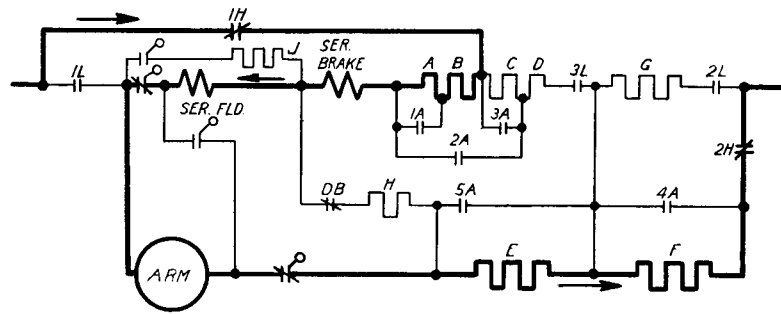 1H
J
SER.
BRAKE
A B C D
3L
G
2L
1L
SER. FLD.
1A
3A
2A
2H
DB
H
5A
4A
ARM
E
F